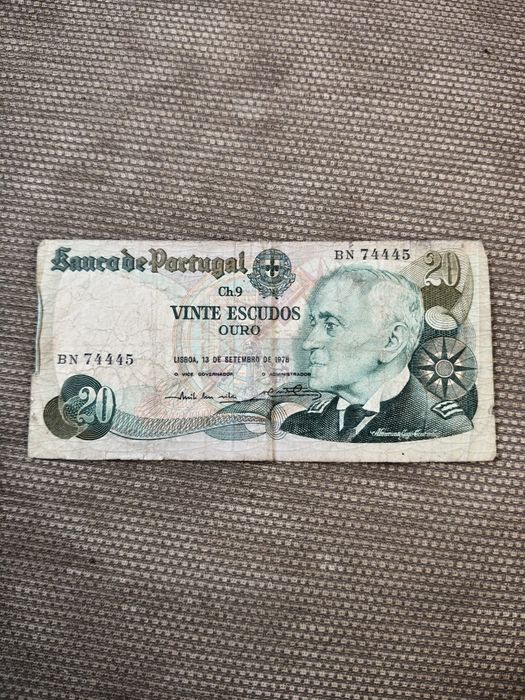 Banco de Portugal
BN 74445
20
Ch.9
VINTE ESCUDOS
OURO
BN 74445
LISBOA, 13 DE SETEMBRO DE 1978
O VICE GOVERNADOR
O ADMINISTRADOR
20